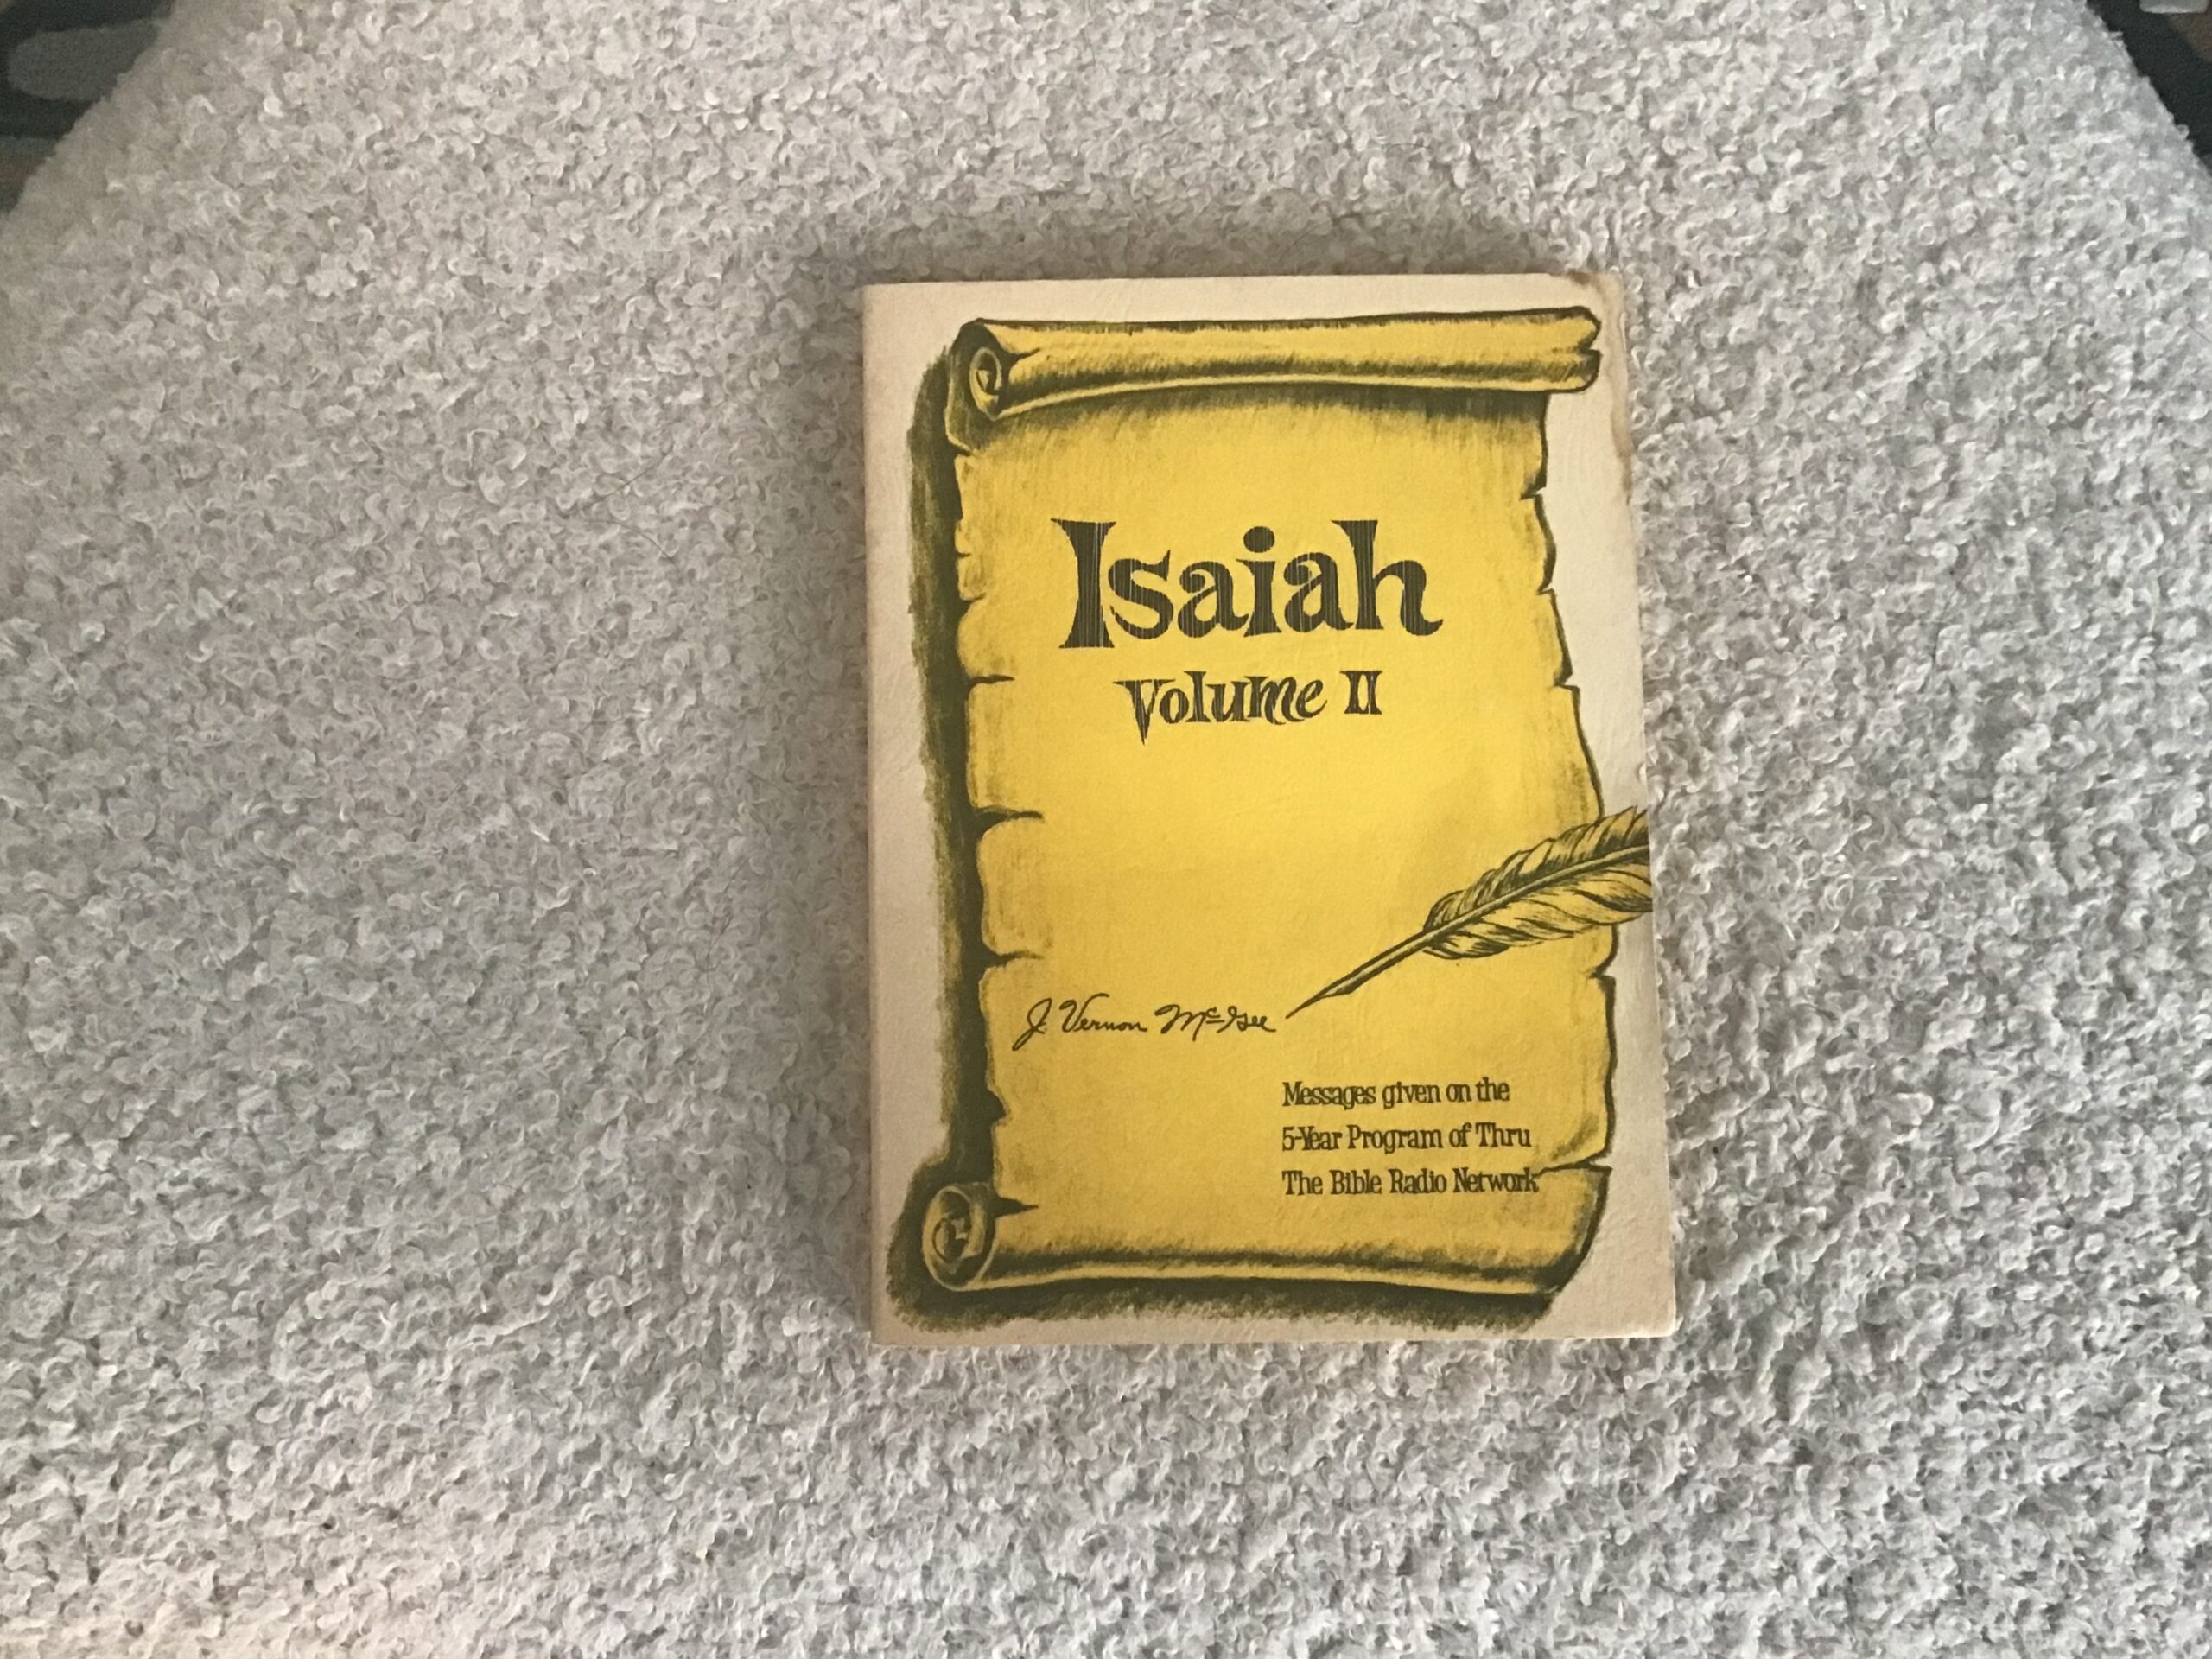 Isaiah
Volume II
J. Vernon McGee
Messages given on the
5-Year Program of Thru
The Bible Radio Network